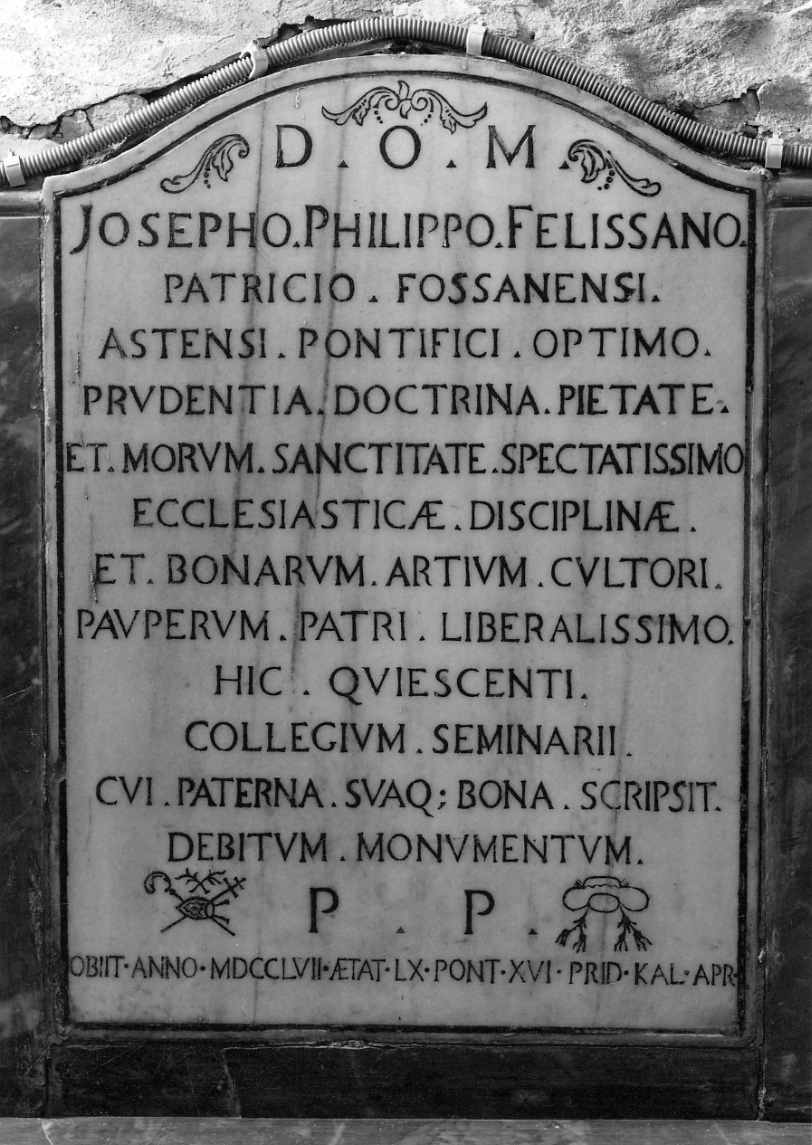 D . O . M .
JOSEPHO.PHILIPPO.FELISSANO.
PATRICIO . FOSSANENSI.
ASTENSI . PONTIFICI . OPTIMO.
PRVDENTIA.DOCTRINA.PIETATE.
ET. MORVM.SANCTITATE.SPECTATISSIMO
ECCLESIASTICÆ . DISCIPLINÆ .
ET. BONARVM. ARTIVM . CVLTORI.
PAVPERVM . PATRI . LIBERALISSIMO.
HIC . QVIESCENTI.
COLLEGIVM . SEMINARII.
CVI . PATERNA . SVAQ; BONA . SCRIPSIT.
DEBITVM . MONVMENTVM.
P . P .
OBIIT·ANNO·MDCCLVII·ÆTAT·LX·PONT·XVI·PRID·KAL·APR·